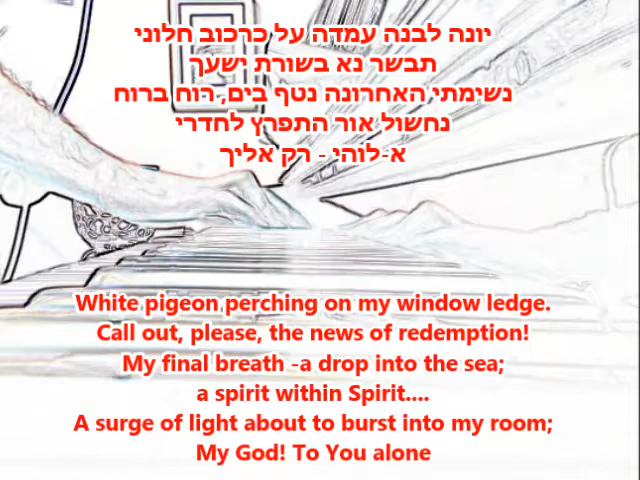 יונה לבנה עמדה על כרכוב חלוני
תבשר נא בשורת ישעך
נשימתי האחרונה נטף בים, רוח ברוח
נחשול אור התפרץ לחדרי
א-לוהי - רק אליך
White pigeon perching on my window ledge.
Call out, please, the news of redemption!
My final breath -a drop into the sea;
a spirit within Spirit....
A surge of light about to burst into my room;
My God! To You alone